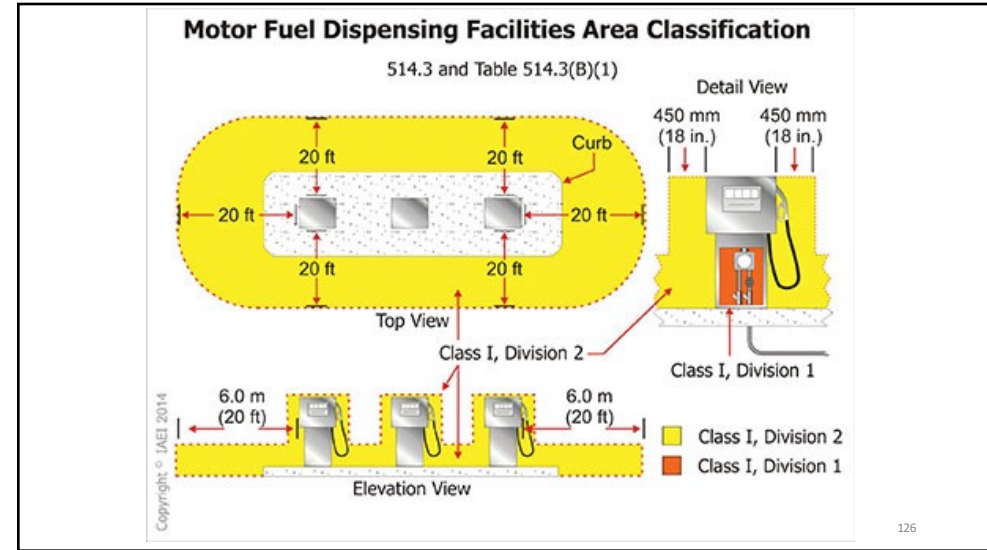 Motor Fuel Dispensing Facilities Area Classification
514.3 and Table 514.3(B)(1)
Detail View
450 mm
(18 in.)
450 mm
(18 in.)
Curb
20 ft
20 ft
20 ft
20 ft
20 ft
20 ft
Top View
Class I, Division 2
Class I, Division 1
6.0 m
(20 ft)
6.0 m
(20 ft)
Class I, Division 2
Class I, Division 1
Elevation View
Copyright © IAEI 2014
126